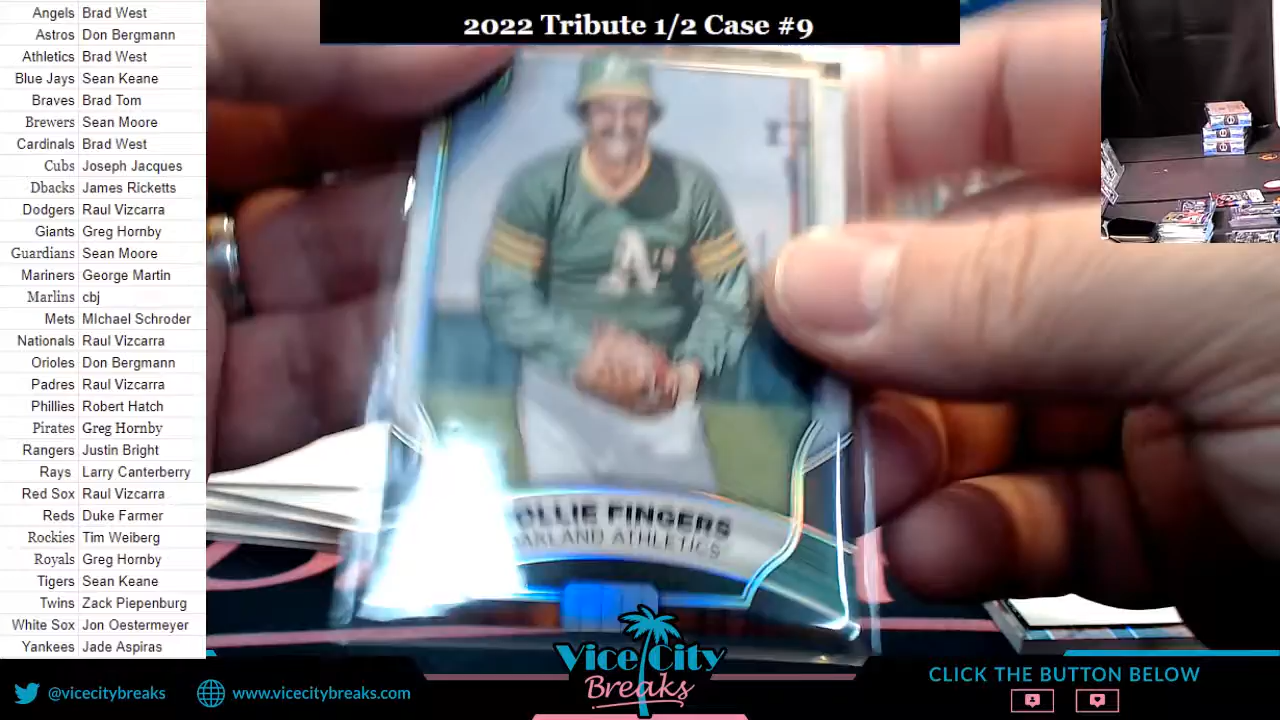 2022 Tribute 1/2 Case #9
Angels Brad West
Astros Don Bergmann
Athletics Brad West
Blue Jays Sean Keane
Braves Brad Tom
Brewers Sean Moore
Cardinals Brad West
Cubs Joseph Jacques
Dbacks James Ricketts
Dodgers Raul Vizcarra
Giants Greg Hornby
Guardians Sean Moore
Mariners George Martin
Marlins cbj
Mets MIchael Schroder
Nationals Raul Vizcarra
Orioles Don Bergmann
Padres Raul Vizcarra
Phillies Robert Hatch
Pirates Greg Hornby
Rangers Justin Bright
Rays Larry Canterberry
Red Sox Raul Vizcarra
Reds Duke Farmer
Rockies Tim Weiberg
Royals Greg Hornby
Tigers Sean Keane
Twins Zack Piepenburg
White Sox Jon Oestermeyer
Yankees Jade Aspiras
A's
OLLIE FINGERS
OAKLAND ATHLETICS
Vice City
Breaks
@vicecitybreaks
www.vicecitybreaks.com
CLICK THE BUTTON BELOW